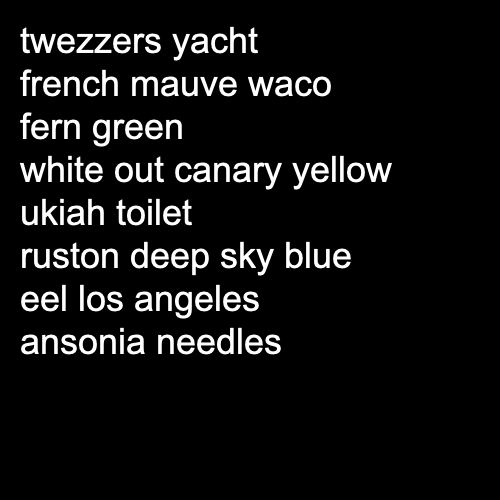 twezzers yacht
french mauve waco
fern green
white out canary yellow
ukiah toilet
ruston deep sky blue
eel los angeles
ansonia needles